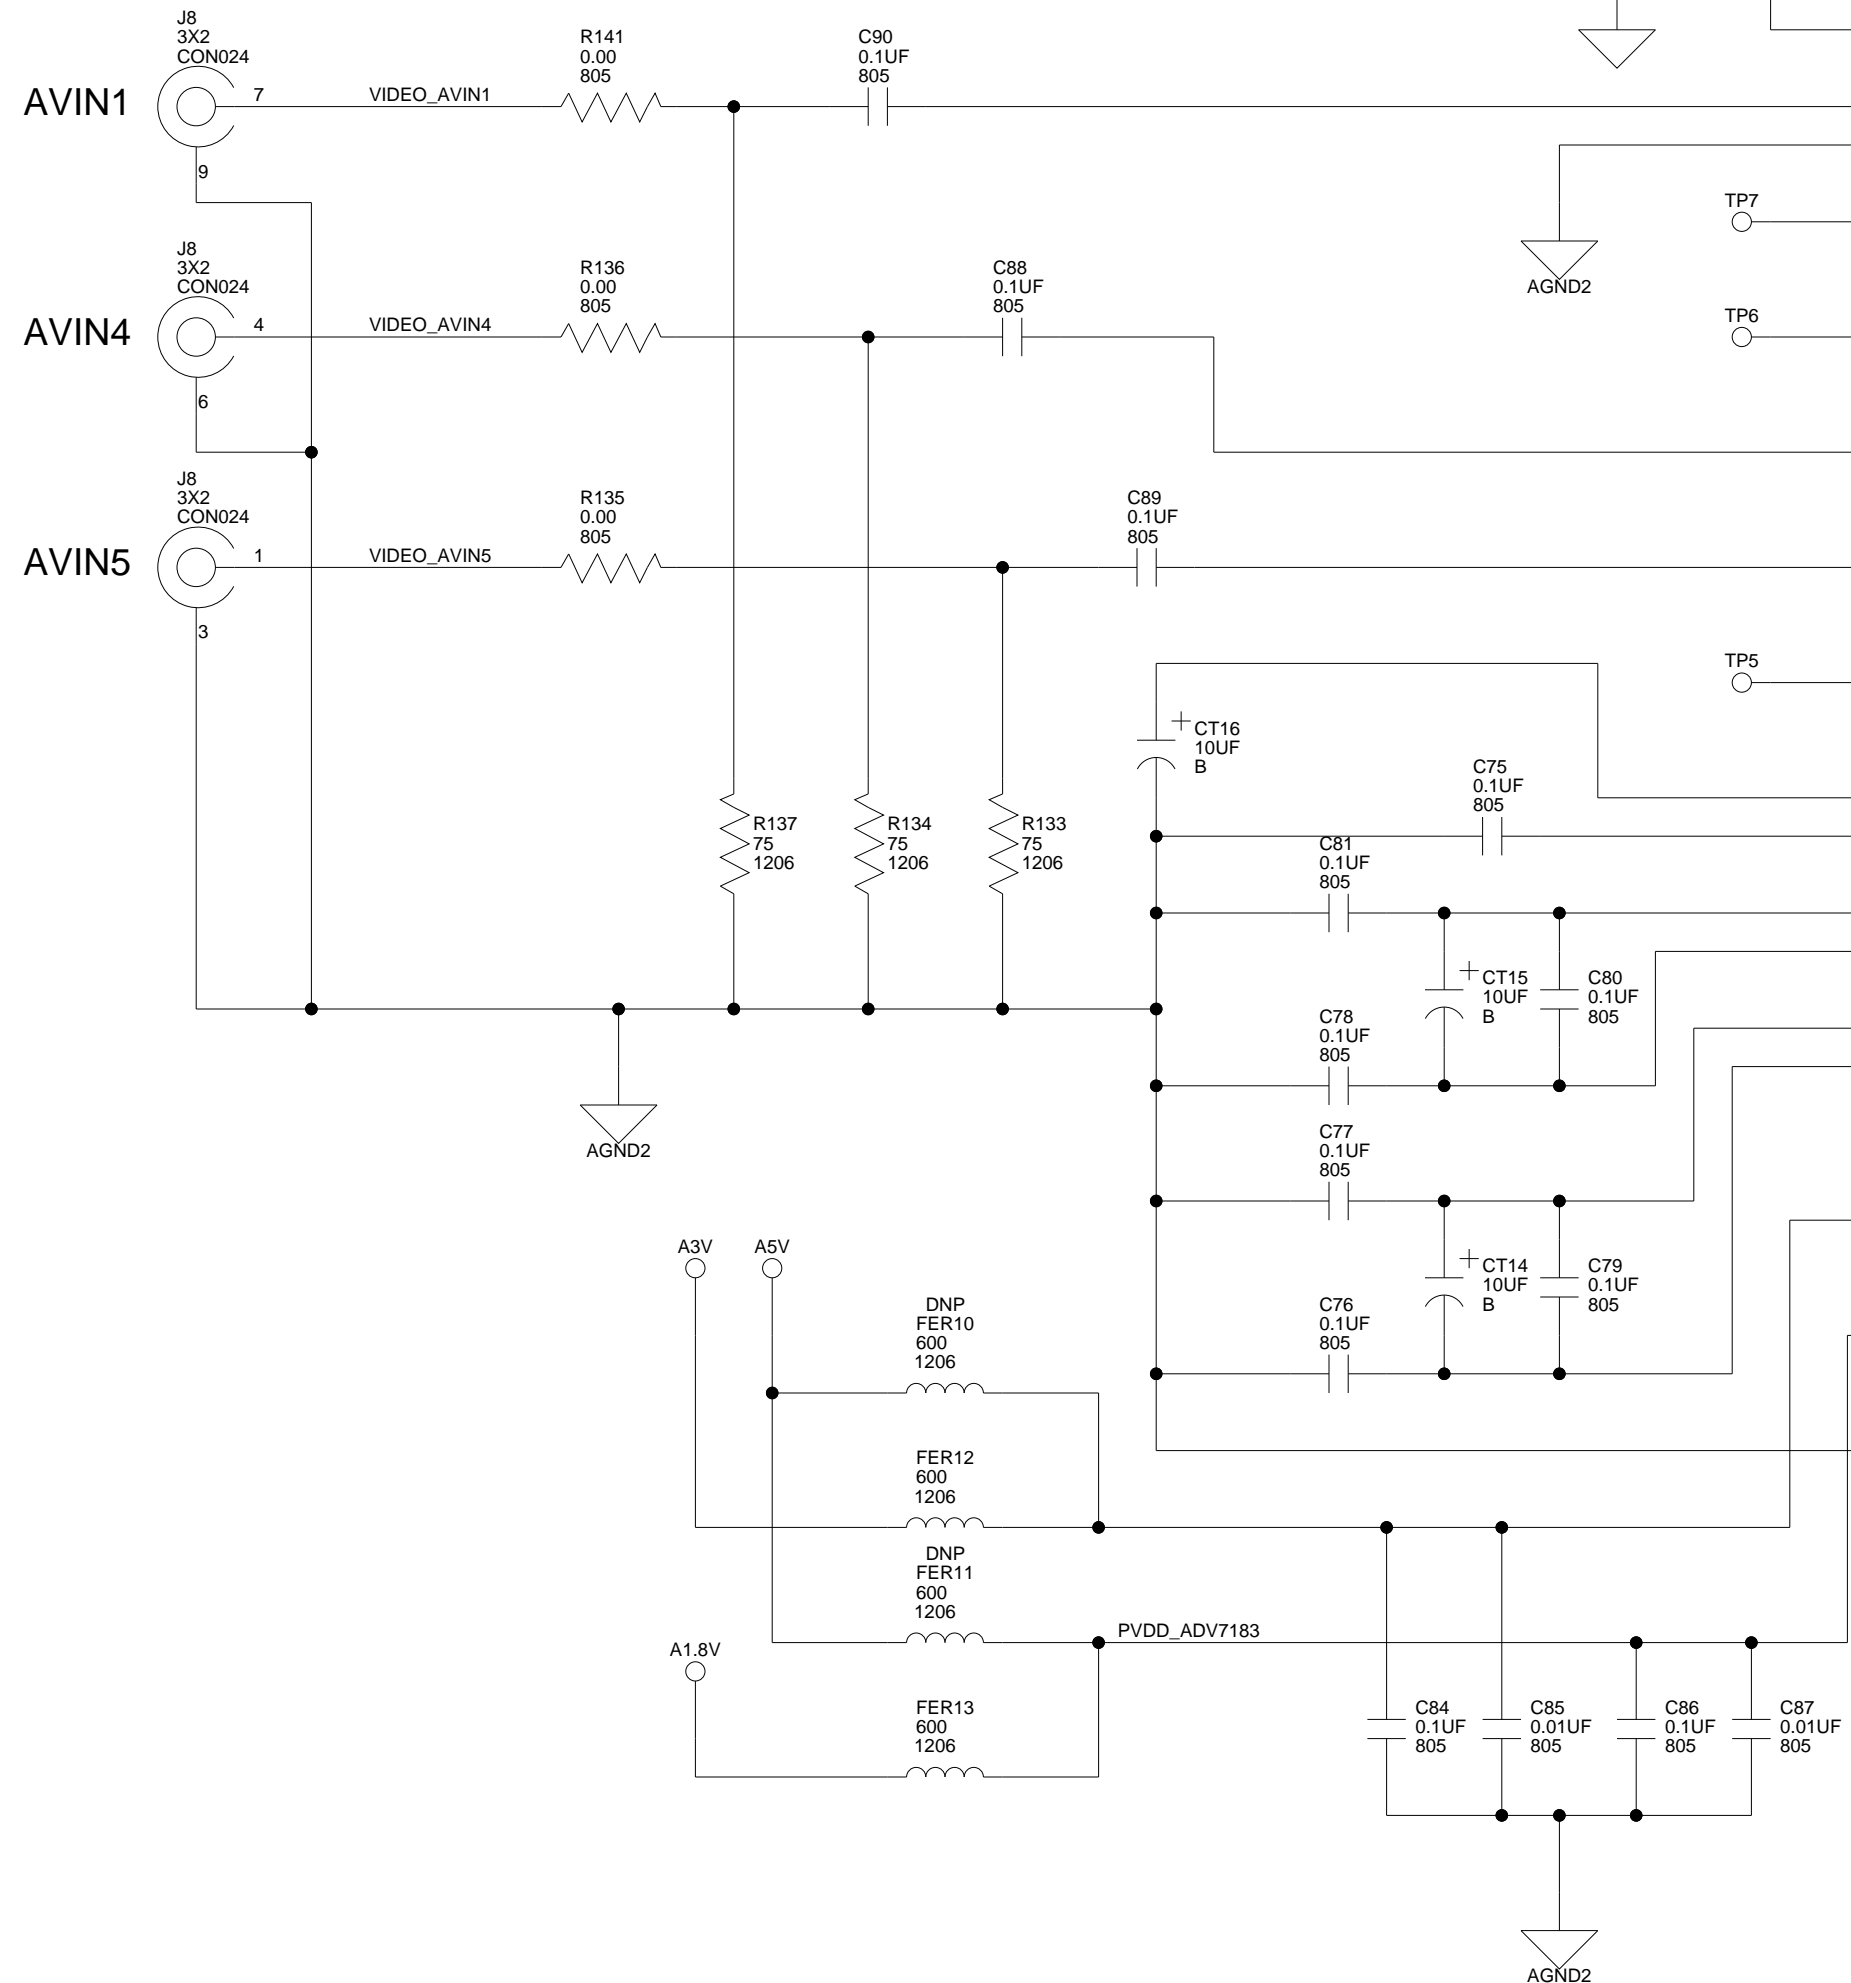 J8
3X2
CON024
AVIN1
7
VIDEO_AVIN1
9
R141
0.00
805
C90
0.1UF
805
AGND2
TP7
J8
3X2
CON024
AVIN4
4
VIDEO_AVIN4
6
R136
0.00
805
C88
0.1UF
805
TP6
J8
3X2
CON024
AVIN5
1
VIDEO_AVIN5
3
R135
0.00
805
C89
0.1UF
805
TP5
CT16
10UF
B
C75
0.1UF
805
R137
75
1206
R134
75
1206
R133
75
1206
C81
0.1UF
805
CT15
10UF
B
C80
0.1UF
805
C78
0.1UF
805
AGND2
C77
0.1UF
805
CT14
10UF
B
C79
0.1UF
805
C76
0.1UF
805
A3V
A5V
DNP
FER10
600
1206
FER12
600
1206
DNP
FER11
600
1206
PVDD_ADV7183
A1.8V
FER13
600
1206
C84
0.1UF
805
C85
0.01UF
805
C86
0.1UF
805
C87
0.01UF
805
AGND2